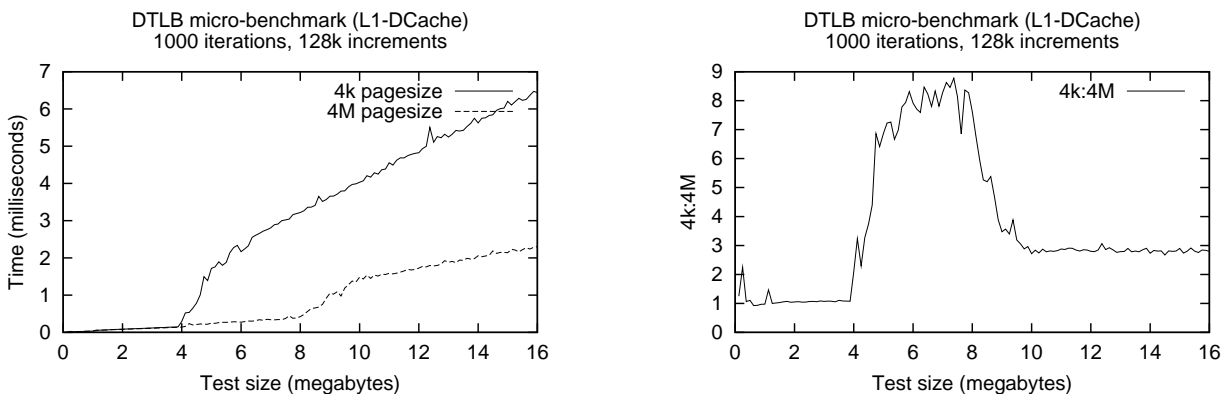 DTLB micro-benchmark (L1-DCache)
1000 iterations, 128k increments
7
6
5
4
3
2
1
0
Time (milliseconds)
4k pagesize
4M pagesize
0 2 4 6 8 10 12 14 16
Test size (megabytes)
DTLB micro-benchmark (L1-DCache)
1000 iterations, 128k increments
9
8
7
6
5
4
3
2
1
0
4k:4M
4k:4M
0 2 4 6 8 10 12 14 16
Test size (megabytes)